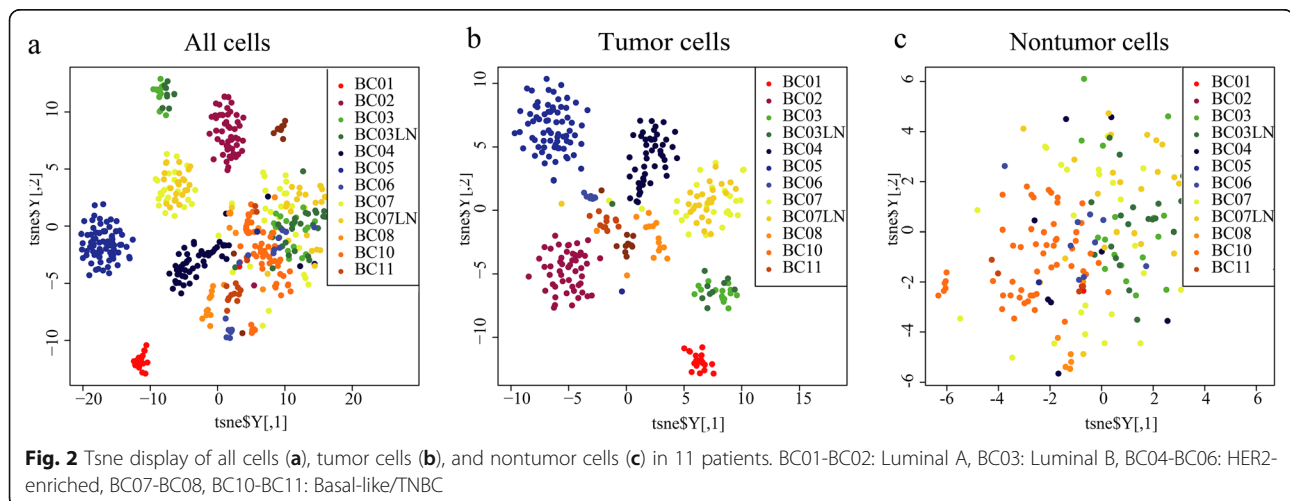 a All cells
b Tumor cells
c Nontumor cells
tsne$Y[,2]
10
5
0
−5
−10
−20 −10 0 10 20
tsne$Y[,1]
BC01
BC02
BC03
BC03LN
BC04
BC05
BC06
BC07
BC07LN
BC08
BC10
BC11
tsne$Y[,2]
10
5
0
−5
−10
−10 −5 0 5 10 15
tsne$Y[,1]
BC01
BC02
BC03
BC03LN
BC04
BC05
BC06
BC07
BC07LN
BC08
BC10
BC11
tsne$Y[,2]
6
4
2
0
-2
-4
-6
-6 -4 -2 0 2 4 6
tsne$Y[,1]
BC01
BC02
BC03
BC03LN
BC04
BC05
BC06
BC07
BC07LN
BC08
BC10
BC11
Fig. 2 Tsne display of all cells (a), tumor cells (b), and nontumor cells (c) in 11 patients. BC01-BC02: Luminal A, BC03: Luminal B, BC04-BC06: HER2-
enriched, BC07-BC08, BC10-BC11: Basal-like/TNBC